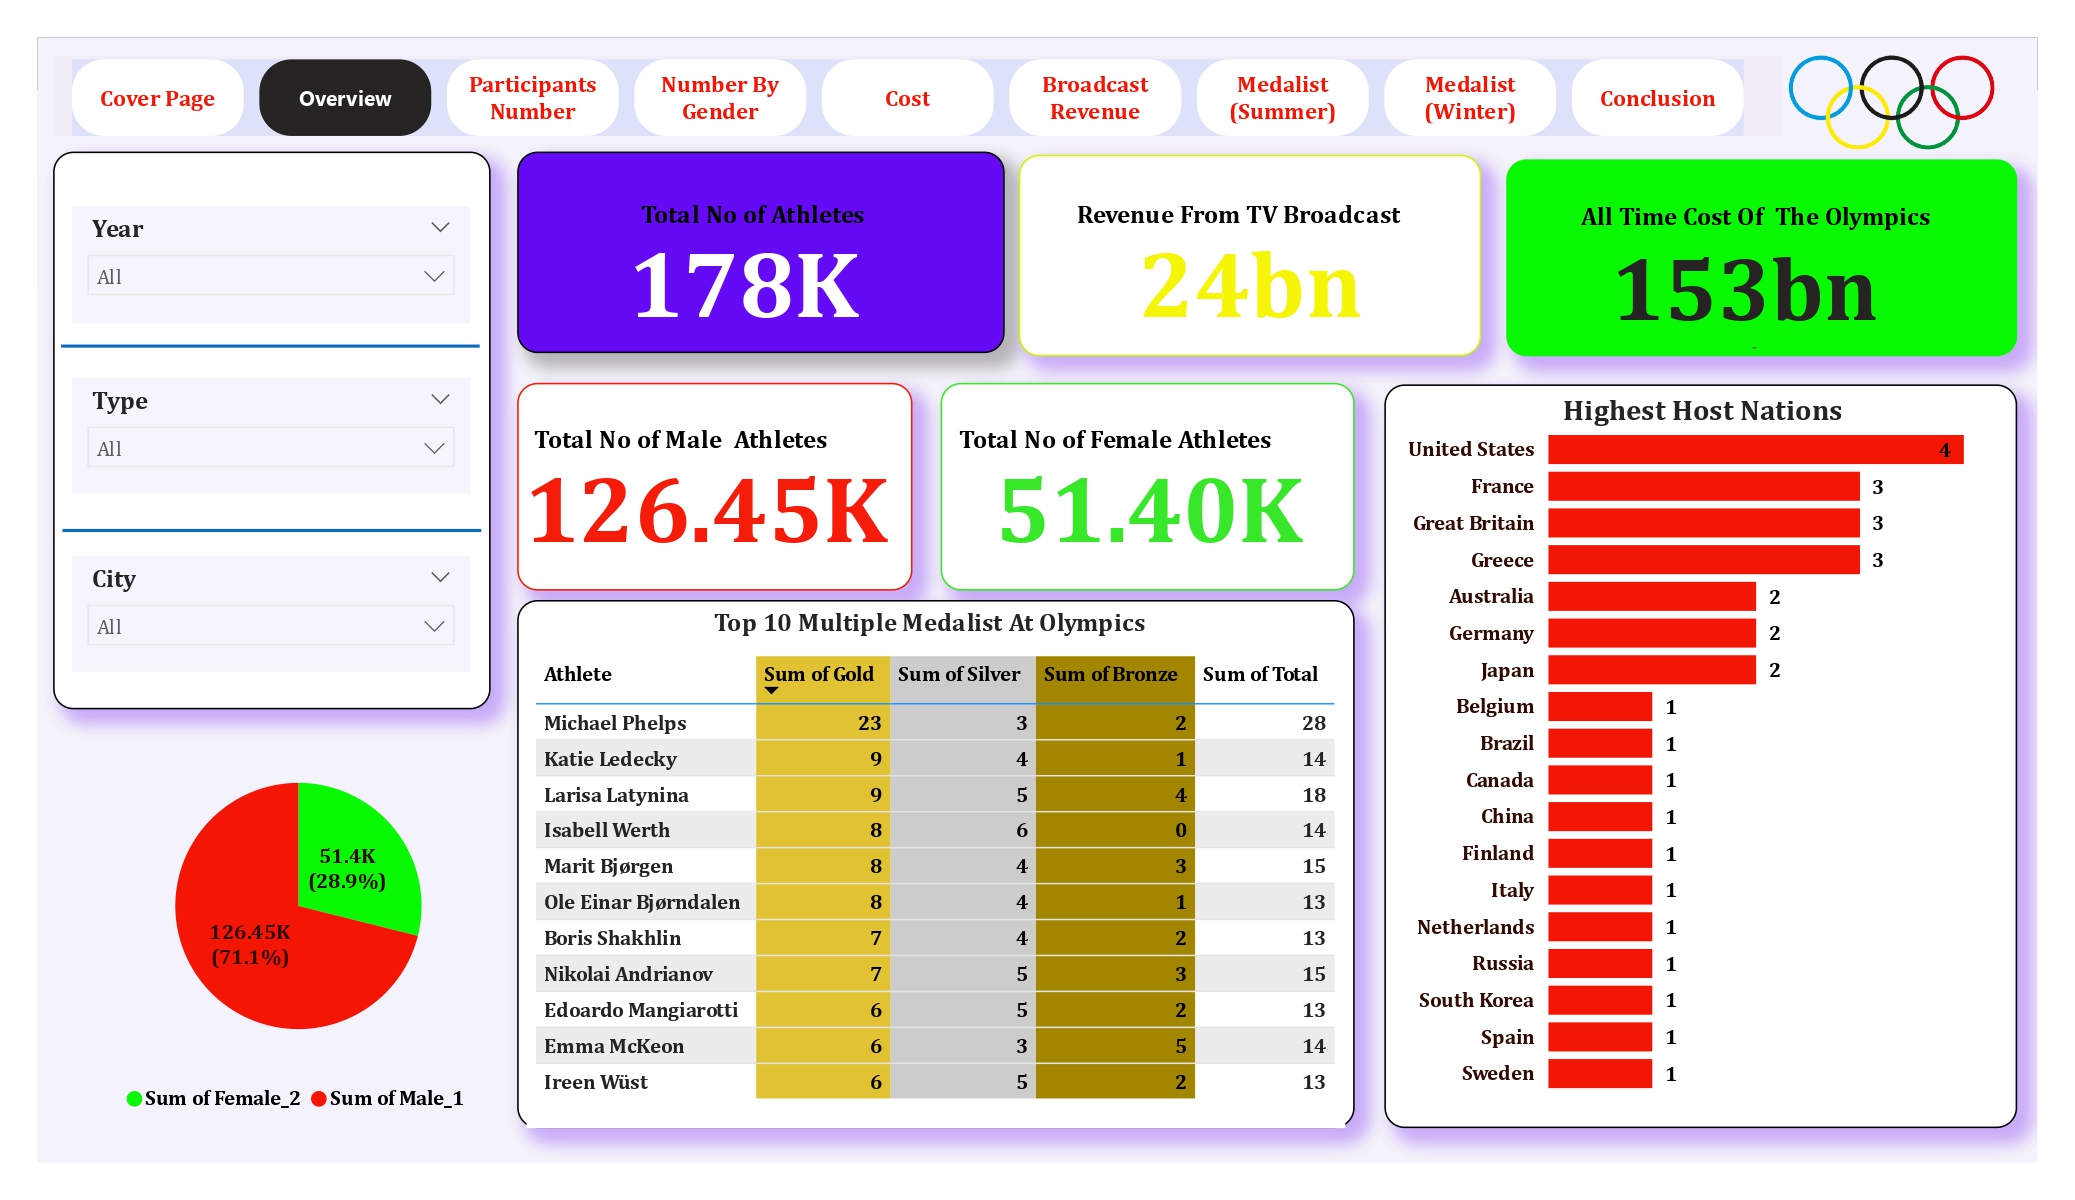 Cover Page
Overview
Participants
Number
Number By
Gender
Cost
Broadcast
Revenue
Medalist
(Summer)
Medalist
(Winter)
Conclusion
Year
All
Type
All
City
All
Total No of Athletes
178K
Revenue From TV Broadcast
24bn
All Time Cost Of The Olympics
153bn
Total No of Male Athletes
126.45K
Total No of Female Athletes
51.40K
51.4K
(28.9%)
126.45K
(71.1%)
Sum of Female_2 Sum of Male_1
Top 10 Multiple Medalist At Olympics
Athlete Sum of Gold Sum of Silver Sum of Bronze Sum of Total
Michael Phelps 23 3 2 28
Katie Ledecky 9 4 1 14
Larisa Latynina 9 5 4 18
Isabell Werth 8 6 0 14
Marit Bjørgen 8 4 3 15
Ole Einar Bjørndalen 8 4 1 13
Boris Shakhlin 7 4 2 13
Nikolai Andrianov 7 5 3 15
Edoardo Mangiarotti 6 5 2 13
Emma McKeon 6 3 5 14
Ireen Wüst 6 5 2 13
Highest Host Nations
United States 4
France 3
Great Britain 3
Greece 3
Australia 2
Germany 2
Japan 2
Belgium 1
Brazil 1
Canada 1
China 1
Finland 1
Italy 1
Netherlands 1
Russia 1
South Korea 1
Spain 1
Sweden 1